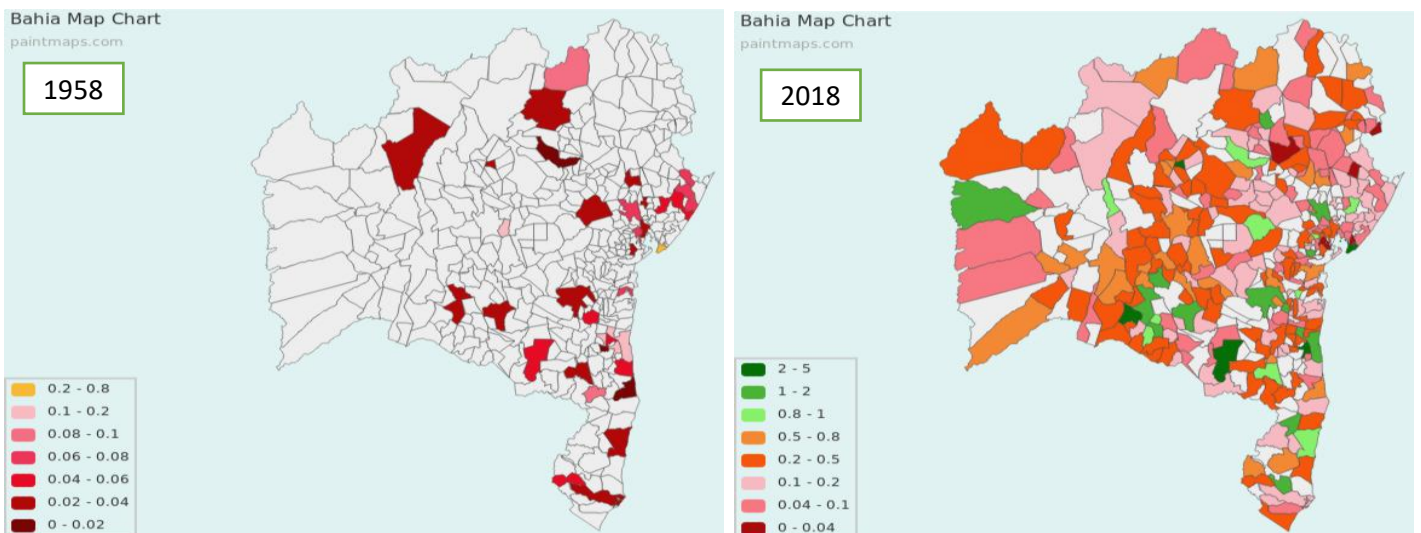 Bahia Map Chart
paintmaps.com
1958
0.2 - 0.8
0.1 - 0.2
0.08 - 0.1
0.06 - 0.08
0.04 - 0.06
0.02 - 0.04
0 - 0.02
Bahia Map Chart
paintmaps.com
2018
2 - 5
1 - 2
0.8 - 1
0.5 - 0.8
0.2 - 0.5
0.1 - 0.2
0.04 - 0.1
0 - 0.04